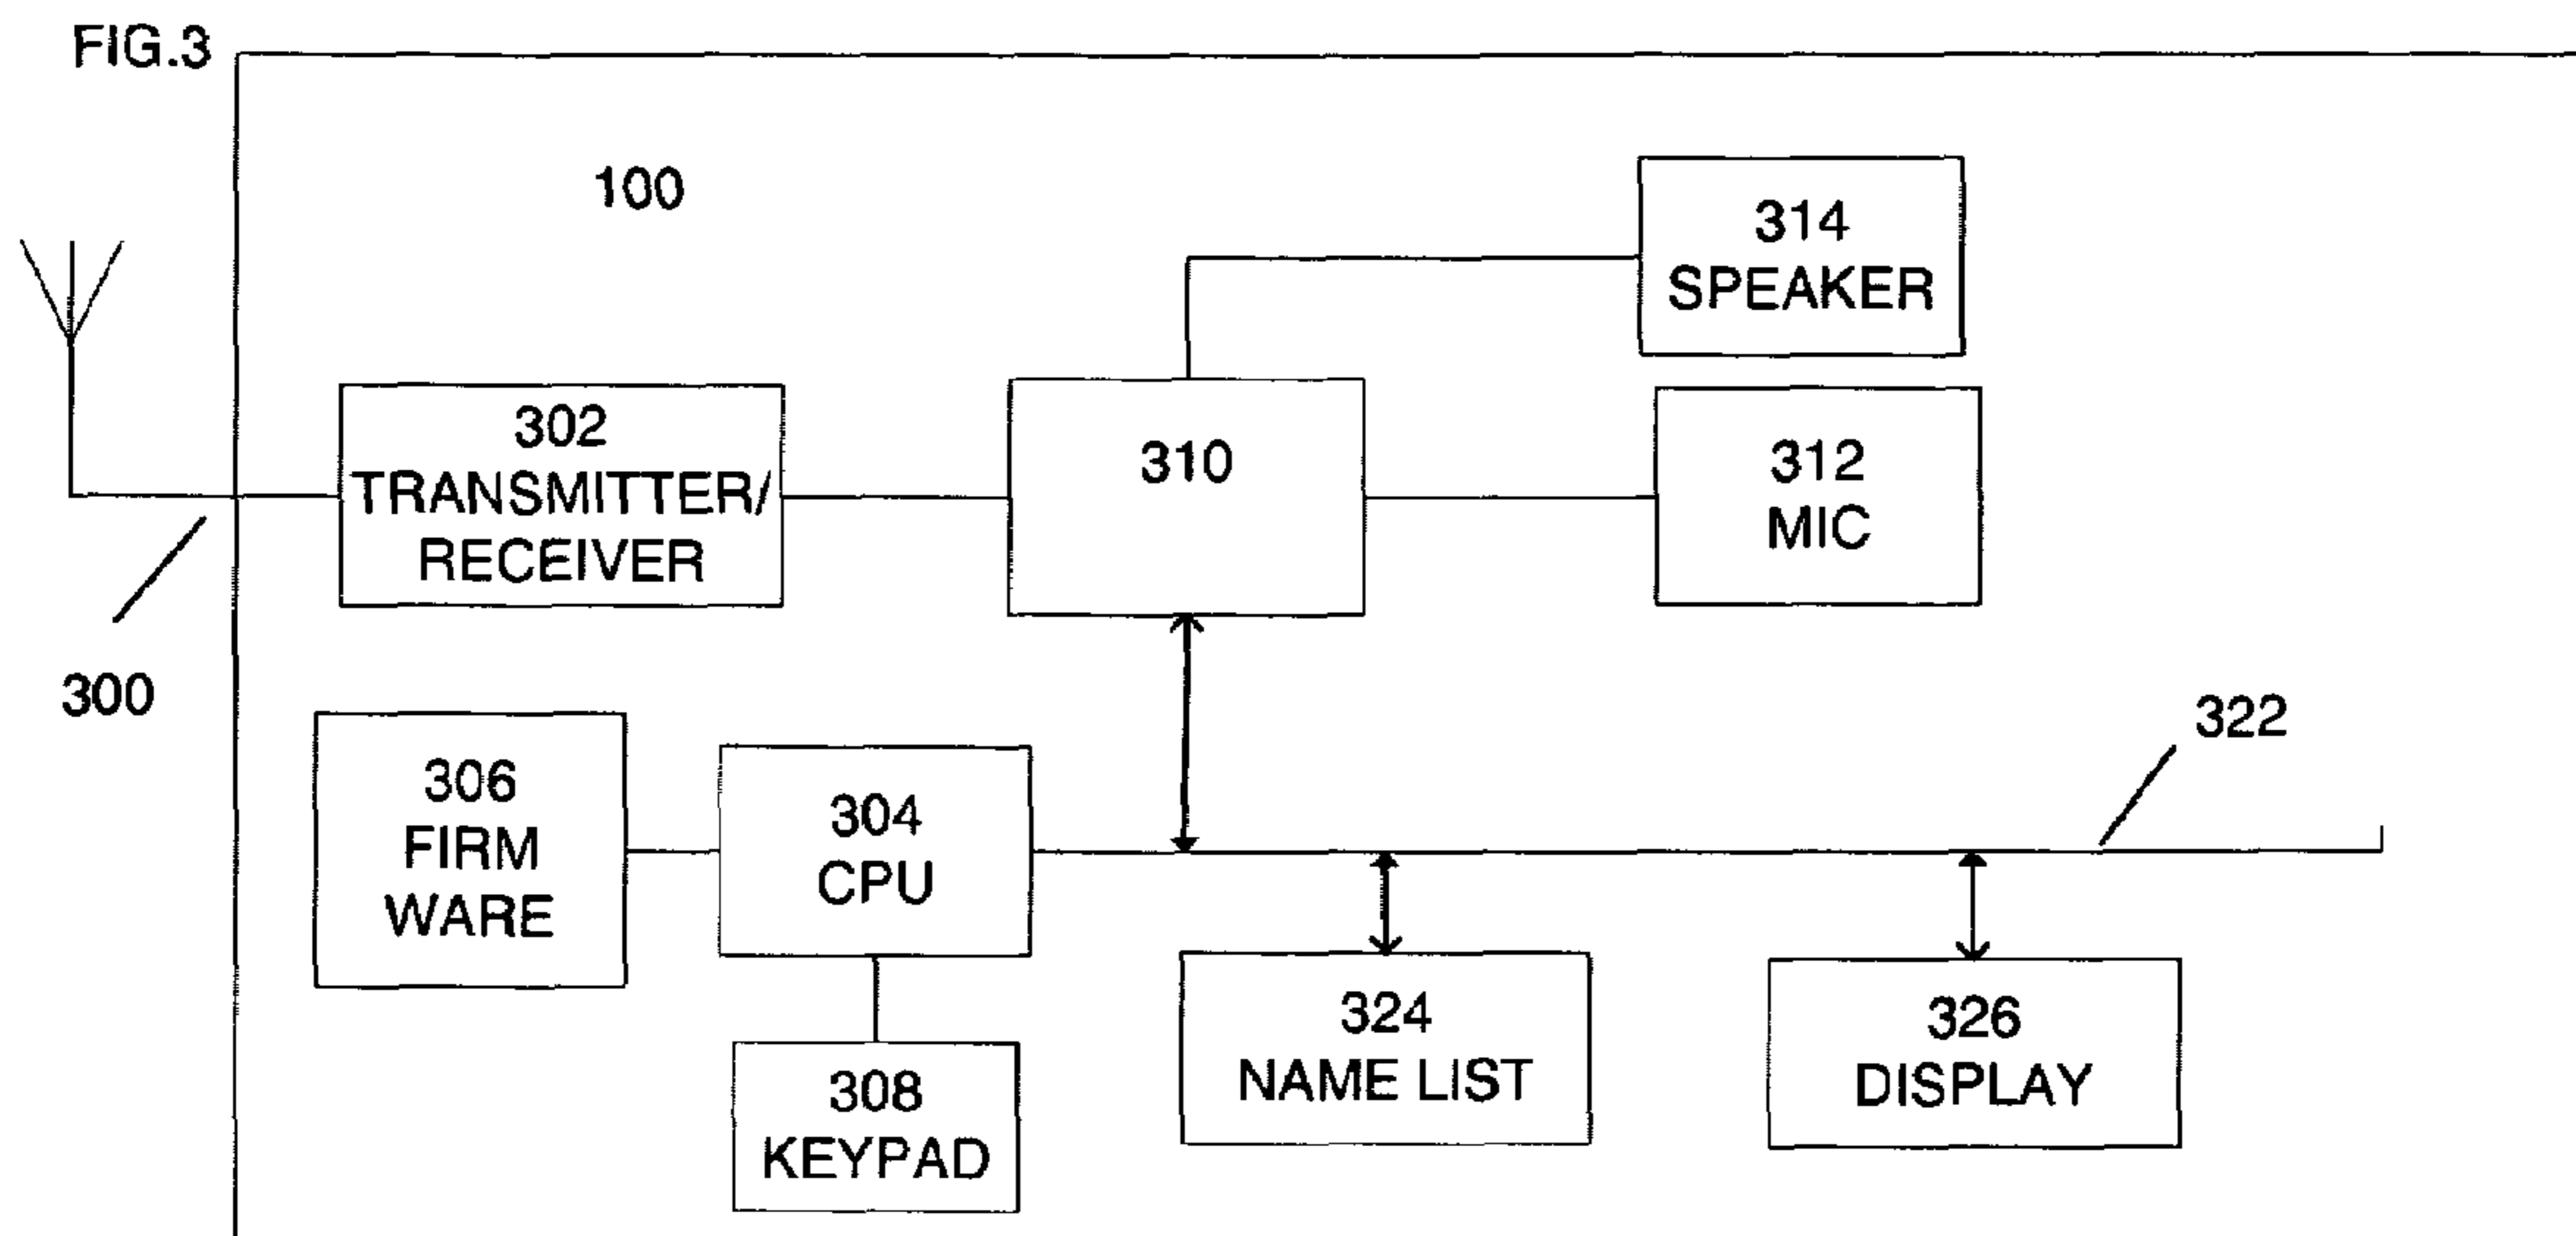 FIG.3
100
314
SPEAKER
302
TRANSMITTER/
RECEIVER
310
312
MIC
300
322
306
FIRM
WARE
304
CPU
308
KEYPAD
324
NAME LIST
326
DISPLAY